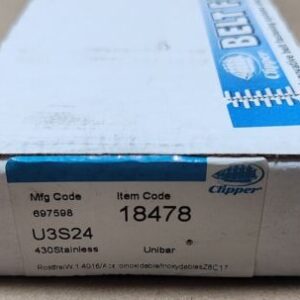 BELT F
Clipper
Clipper
Mfg Code Item Code
697598 18478
U3S24
430Stainless Unibar ®